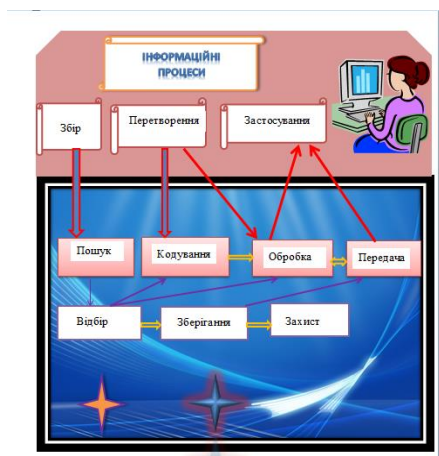 ІНФОРМАЦІЙНІ
ПРОЦЕСИ
Збір
Перетворення
Застосування
Пошук
Кодування
Обробка
Передача
Відбір
Зберігання
Захист